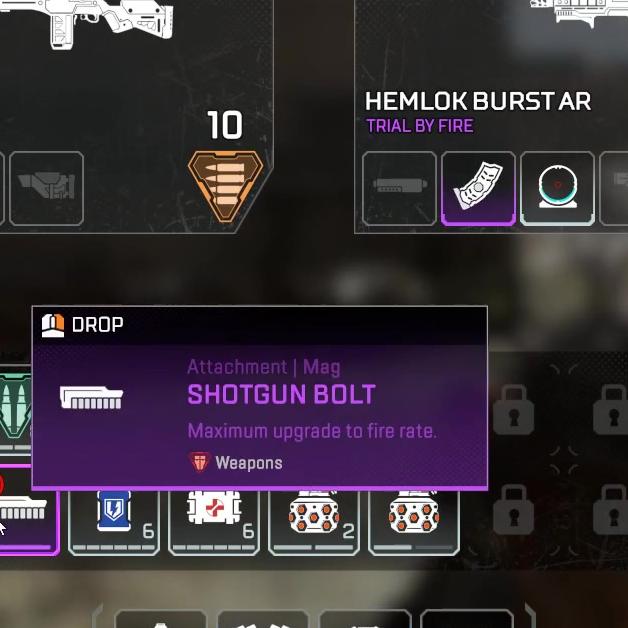 10
HEMLOK BURST AR
TRIAL BY FIRE
DROP
Attachment | Mag
SHOTGUN BOLT
Maximum upgrade to fire rate.
Weapons
6
6
2